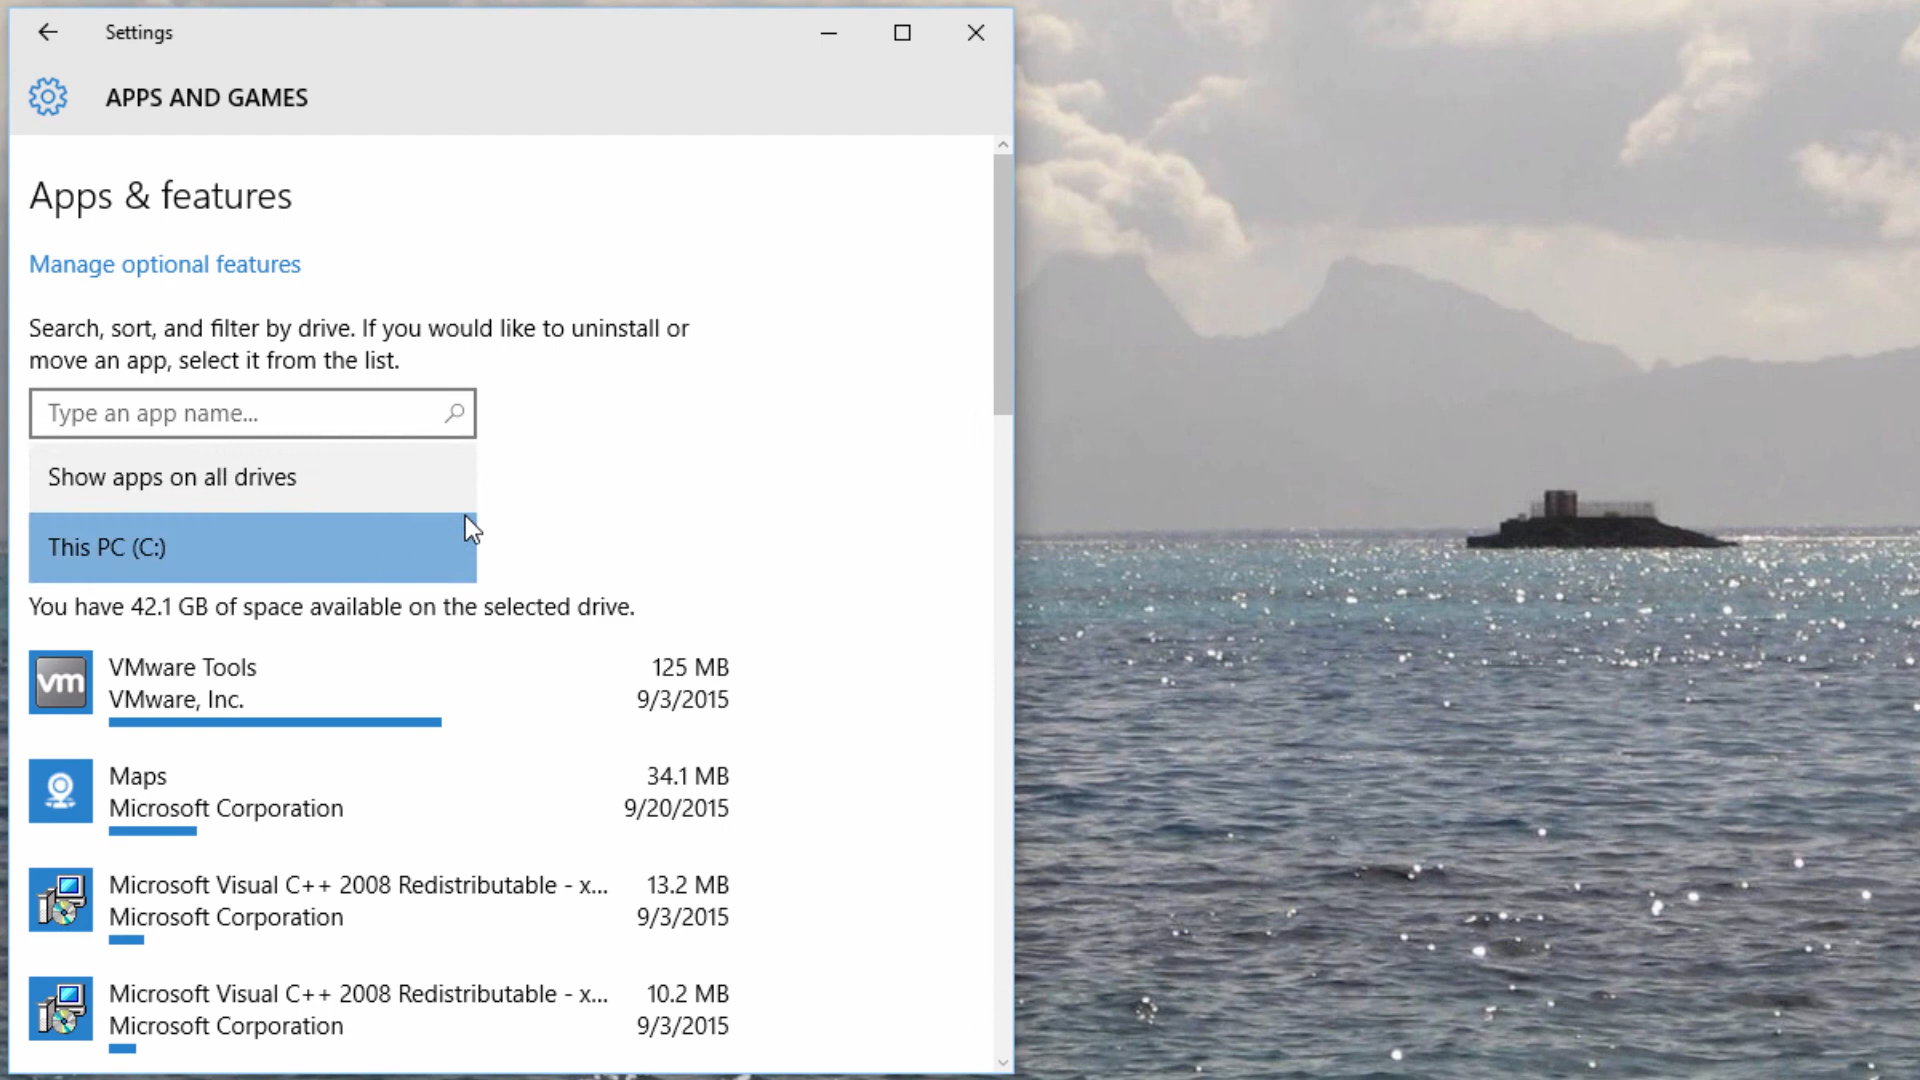 Settings
APPS AND GAMES
Apps & features
Manage optional features
Search, sort, and filter by drive. If you would like to uninstall or
move an app, select it from the list.
Type an app name...
Show apps on all drives
This PC (C:)
You have 42.1 GB of space available on the selected drive.
vm
VMware Tools 125 MB
VMware, Inc. 9/3/2015
Maps 34.1 MB
Microsoft Corporation 9/20/2015
Microsoft Visual C++ 2008 Redistributable - x... 13.2 MB
Microsoft Corporation 9/3/2015
Microsoft Visual C++ 2008 Redistributable - x... 10.2 MB
Microsoft Corporation 9/3/2015